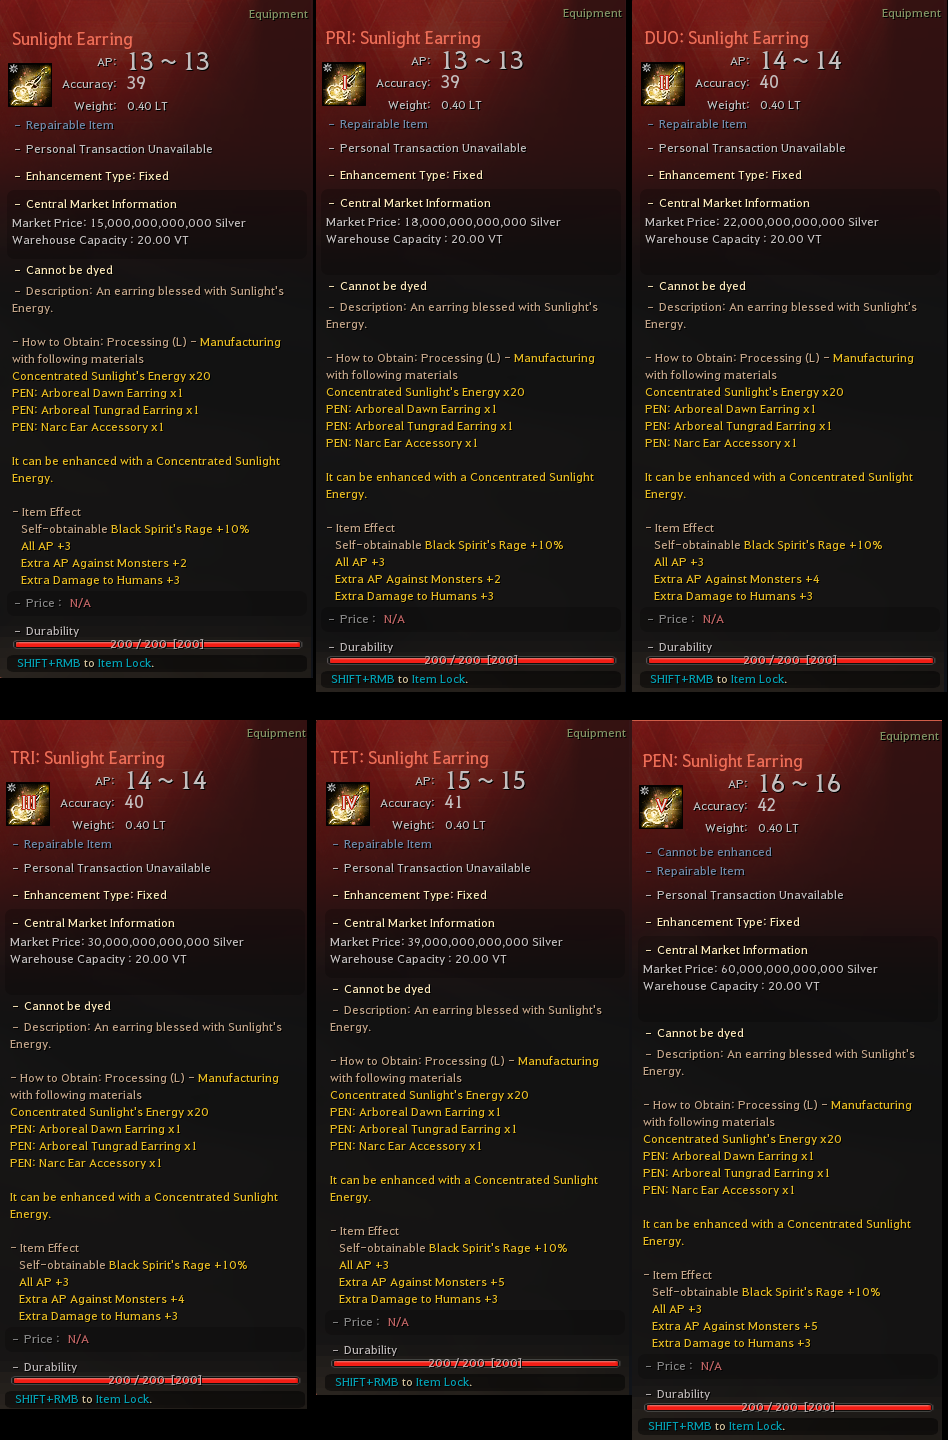 Equipment
Sunlight Earring
AP: 13 ~ 13
Accuracy: 39
Weight: 0.40 LT
- Repairable Item
- Personal Transaction Unavailable
- Enhancement Type: Fixed
- Central Market Information
Market Price: 15,000,000,000,000 Silver
Warehouse Capacity : 20.00 VT
- Cannot be dyed
- Description: An earring blessed with Sunlight's
Energy.
- How to Obtain: Processing (L) - Manufacturing
with following materials
Concentrated Sunlight's Energy x20
PEN: Arboreal Dawn Earring x1
PEN: Arboreal Tungrad Earring x1
PEN: Narc Ear Accessory x1
It can be enhanced with a Concentrated Sunlight
Energy.
- Item Effect
Self-obtainable Black Spirit's Rage +10%
All AP +3
Extra AP Against Monsters +2
Extra Damage to Humans +3
- Price : N/A
- Durability
200 / 200 [200]
SHIFT+RMB to Item Lock.
Equipment
PRI: Sunlight Earring
I
AP: 13 ~ 13
Accuracy: 39
Weight: 0.40 LT
- Repairable Item
- Personal Transaction Unavailable
- Enhancement Type: Fixed
- Central Market Information
Market Price: 18,000,000,000,000 Silver
Warehouse Capacity : 20.00 VT
- Cannot be dyed
- Description: An earring blessed with Sunlight's
Energy.
- How to Obtain: Processing (L) - Manufacturing
with following materials
Concentrated Sunlight's Energy x20
PEN: Arboreal Dawn Earring x1
PEN: Arboreal Tungrad Earring x1
PEN: Narc Ear Accessory x1
It can be enhanced with a Concentrated Sunlight
Energy.
- Item Effect
Self-obtainable Black Spirit's Rage +10%
All AP +3
Extra AP Against Monsters +2
Extra Damage to Humans +3
- Price : N/A
- Durability
200 / 200 [200]
SHIFT+RMB to Item Lock.
Equipment
DUO: Sunlight Earring
II
AP: 14 ~ 14
Accuracy: 40
Weight: 0.40 LT
- Repairable Item
- Personal Transaction Unavailable
- Enhancement Type: Fixed
- Central Market Information
Market Price: 22,000,000,000,000 Silver
Warehouse Capacity : 20.00 VT
- Cannot be dyed
- Description: An earring blessed with Sunlight's
Energy.
- How to Obtain: Processing (L) - Manufacturing
with following materials
Concentrated Sunlight's Energy x20
PEN: Arboreal Dawn Earring x1
PEN: Arboreal Tungrad Earring x1
PEN: Narc Ear Accessory x1
It can be enhanced with a Concentrated Sunlight
Energy.
- Item Effect
Self-obtainable Black Spirit's Rage +10%
All AP +3
Extra AP Against Monsters +4
Extra Damage to Humans +3
- Price : N/A
- Durability
200 / 200 [200]
SHIFT+RMB to Item Lock.
Equipment
TRI: Sunlight Earring
III
AP: 14 ~ 14
Accuracy: 40
Weight: 0.40 LT
- Repairable Item
- Personal Transaction Unavailable
- Enhancement Type: Fixed
- Central Market Information
Market Price: 30,000,000,000,000 Silver
Warehouse Capacity : 20.00 VT
- Cannot be dyed
- Description: An earring blessed with Sunlight's
Energy.
- How to Obtain: Processing (L) - Manufacturing
with following materials
Concentrated Sunlight's Energy x20
PEN: Arboreal Dawn Earring x1
PEN: Arboreal Tungrad Earring x1
PEN: Narc Ear Accessory x1
It can be enhanced with a Concentrated Sunlight
Energy.
- Item Effect
Self-obtainable Black Spirit's Rage +10%
All AP +3
Extra AP Against Monsters +4
Extra Damage to Humans +3
- Price : N/A
- Durability
200 / 200 [200]
SHIFT+RMB to Item Lock.
Equipment
TET: Sunlight Earring
IV
AP: 15 ~ 15
Accuracy: 41
Weight: 0.40 LT
- Repairable Item
- Personal Transaction Unavailable
- Enhancement Type: Fixed
- Central Market Information
Market Price: 39,000,000,000,000 Silver
Warehouse Capacity : 20.00 VT
- Cannot be dyed
- Description: An earring blessed with Sunlight's
Energy.
- How to Obtain: Processing (L) - Manufacturing
with following materials
Concentrated Sunlight's Energy x20
PEN: Arboreal Dawn Earring x1
PEN: Arboreal Tungrad Earring x1
PEN: Narc Ear Accessory x1
It can be enhanced with a Concentrated Sunlight
Energy.
- Item Effect
Self-obtainable Black Spirit's Rage +10%
All AP +3
Extra AP Against Monsters +5
Extra Damage to Humans +3
- Price : N/A
- Durability
200 / 200 [200]
SHIFT+RMB to Item Lock.
Equipment
PEN: Sunlight Earring
V
AP: 16 ~ 16
Accuracy: 42
Weight: 0.40 LT
- Cannot be enhanced
- Repairable Item
- Personal Transaction Unavailable
- Enhancement Type: Fixed
- Central Market Information
Market Price: 60,000,000,000,000 Silver
Warehouse Capacity : 20.00 VT
- Cannot be dyed
- Description: An earring blessed with Sunlight's
Energy.
- How to Obtain: Processing (L) - Manufacturing
with following materials
Concentrated Sunlight's Energy x20
PEN: Arboreal Dawn Earring x1
PEN: Arboreal Tungrad Earring x1
PEN: Narc Ear Accessory x1
It can be enhanced with a Concentrated Sunlight
Energy.
- Item Effect
Self-obtainable Black Spirit's Rage +10%
All AP +3
Extra AP Against Monsters +5
Extra Damage to Humans +3
- Price : N/A
- Durability
200 / 200 [200]
SHIFT+RMB to Item Lock.